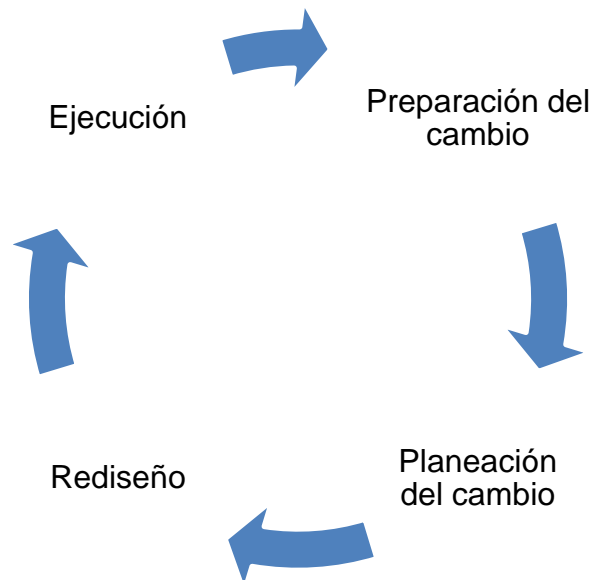 Ejecución
Preparación del
cambio
Rediseño
Planeación
del cambio